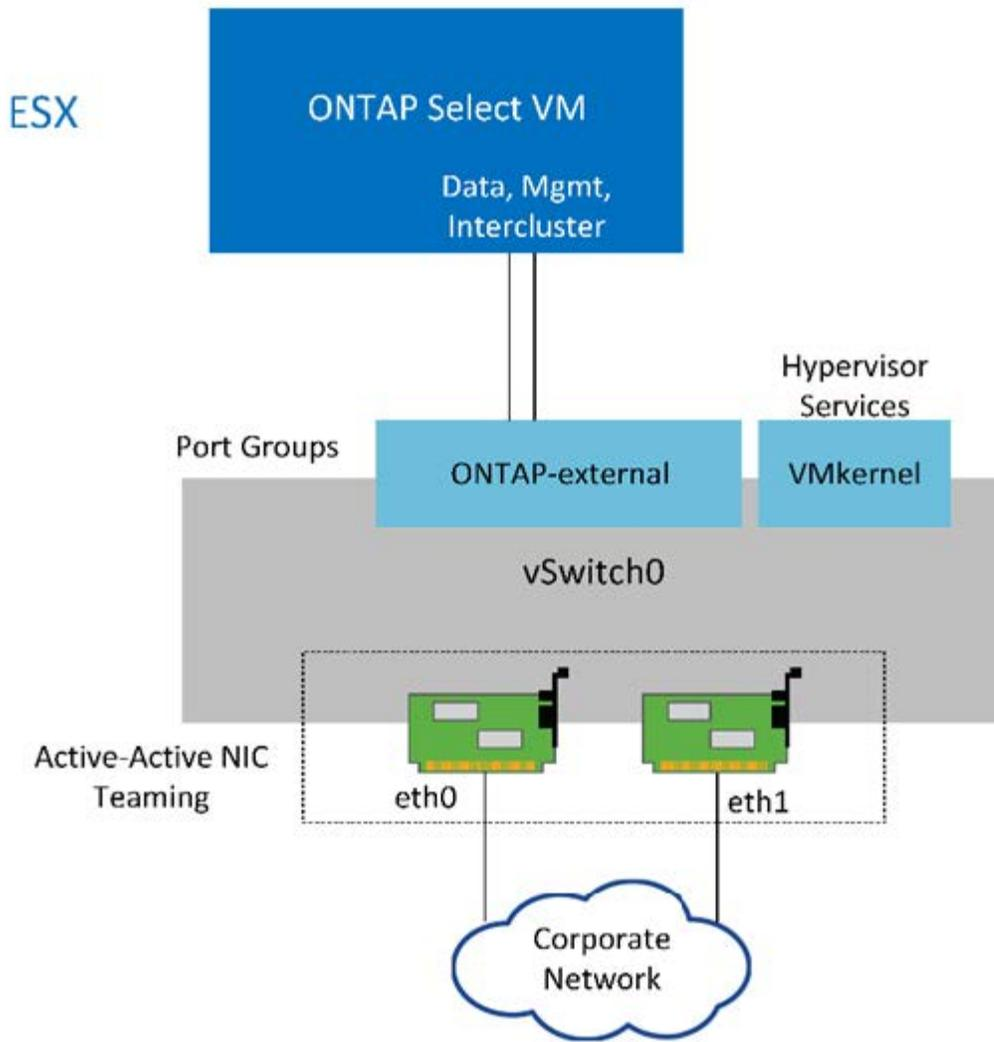 ESX
ONTAP Select VM
Data, Mgmt,
Intercluster
Hypervisor
Services
Port Groups
ONTAP-external
VMkernel
vSwitch0
Active-Active NIC
Teaming
eth0
eth1
Corporate
Network